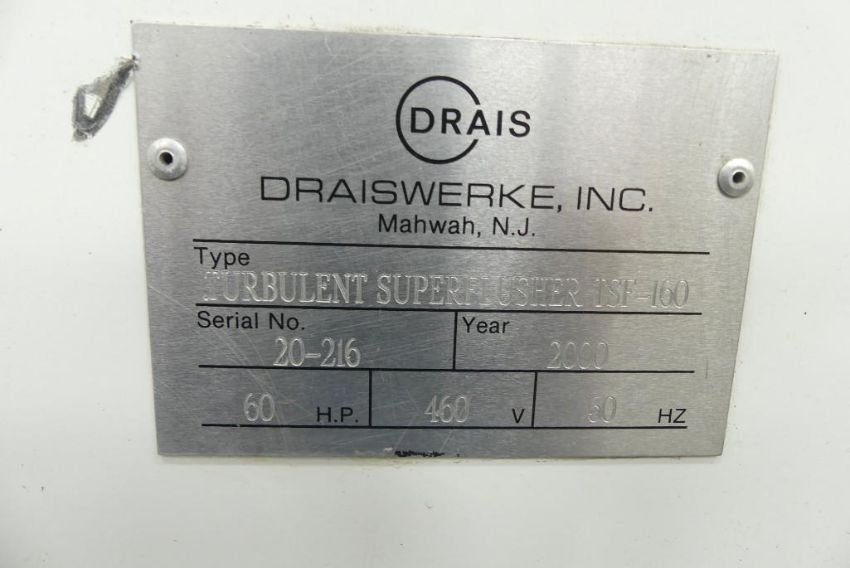 DRAIS
DRAISWERKE, INC.
Mahwah, N.J.
Type
TURBULENT SUPERFLUSHER TSF-160
Serial No. Year
20-216 2000
60 H.P. 460 V 60 HZ